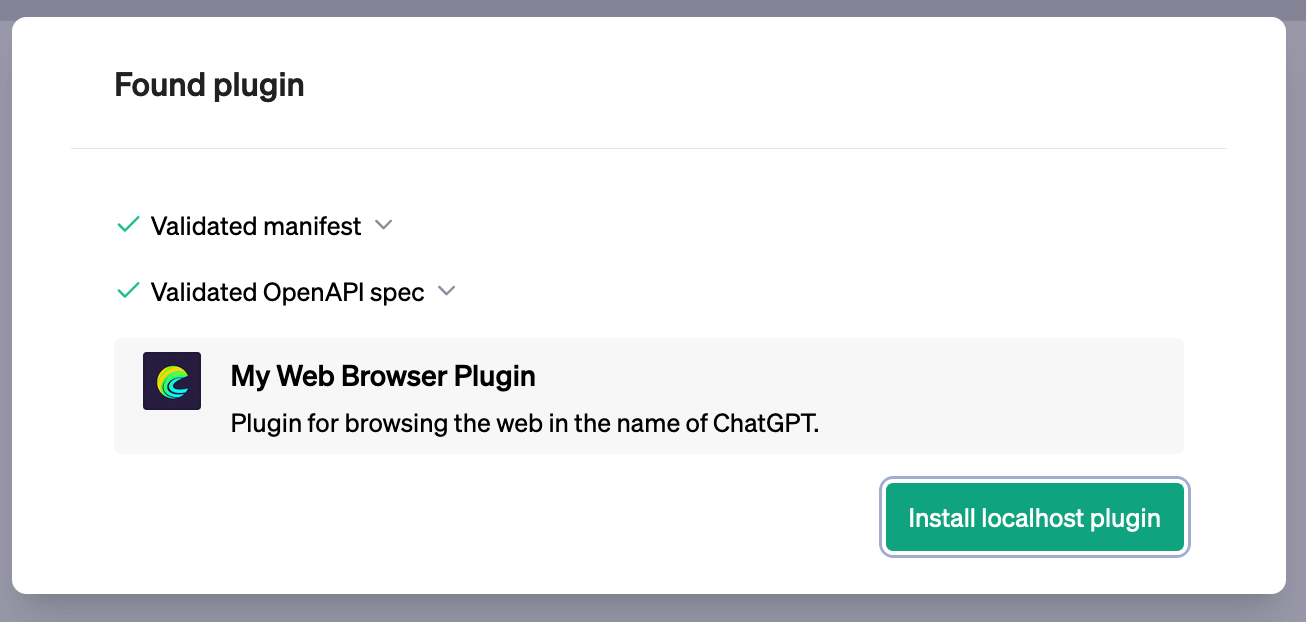 Found plugin
Validated manifest
Validated OpenAPI spec
My Web Browser Plugin
Plugin for browsing the web in the name of ChatGPT.
Install localhost plugin